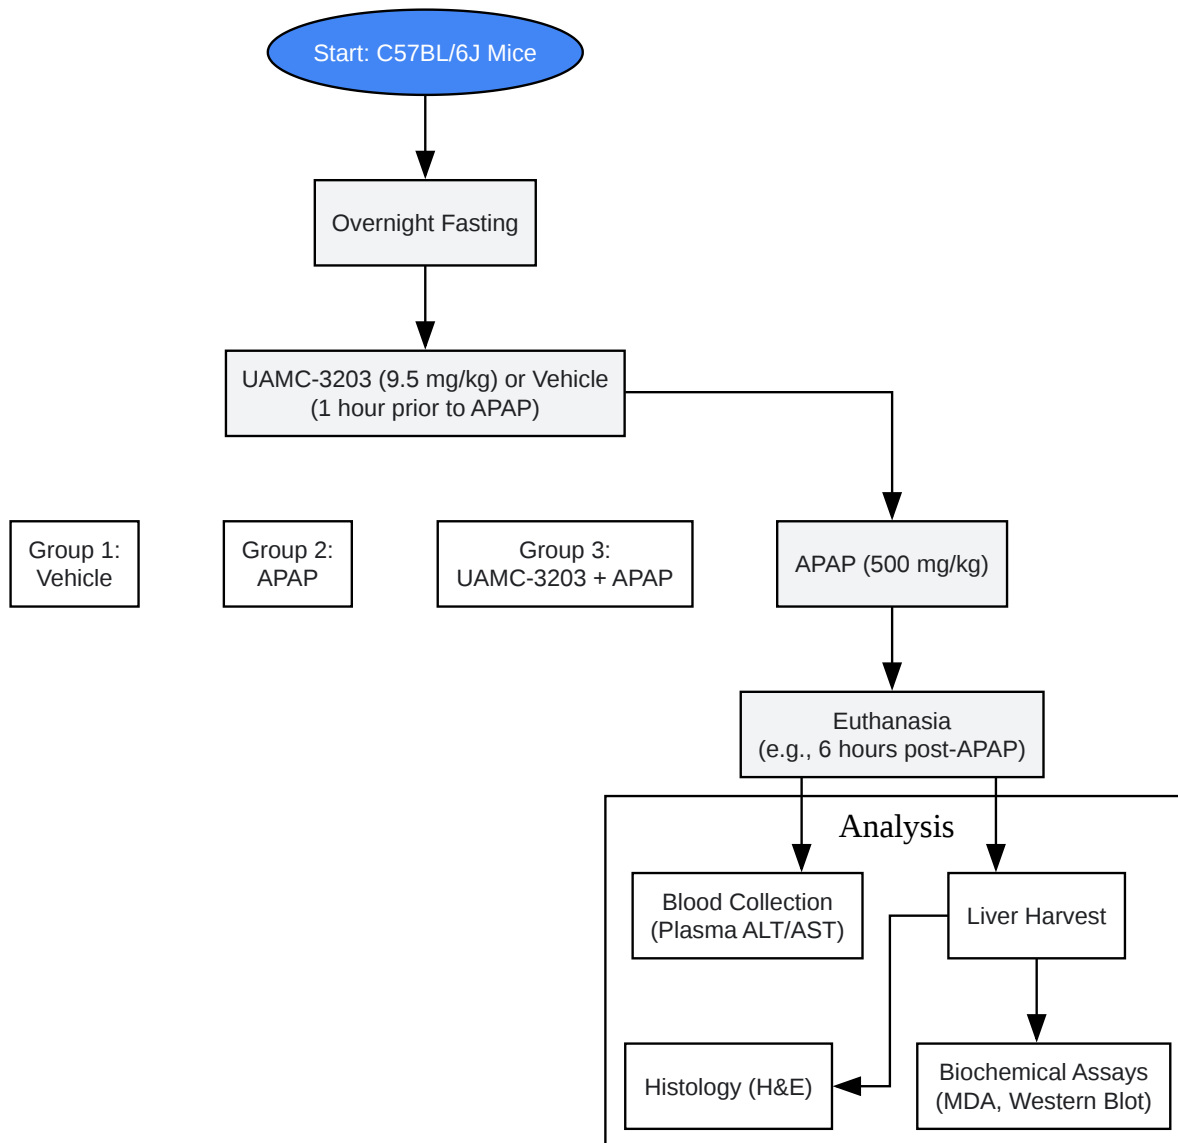 Start: C57BL/6J Mice
Overnight Fasting
UAMC-3203 (9.5 mg/kg) or Vehicle
(1 hour prior to APAP)
Group 1:
Vehicle
Group 2:
APAP
Group 3:
UAMC-3203 + APAP
APAP (500 mg/kg)
Euthanasia
(e.g., 6 hours post-APAP)
Analysis
Blood Collection
(Plasma ALT/AST)
Liver Harvest
Histology (H&E)
Biochemical Assays
(MDA, Western Blot)